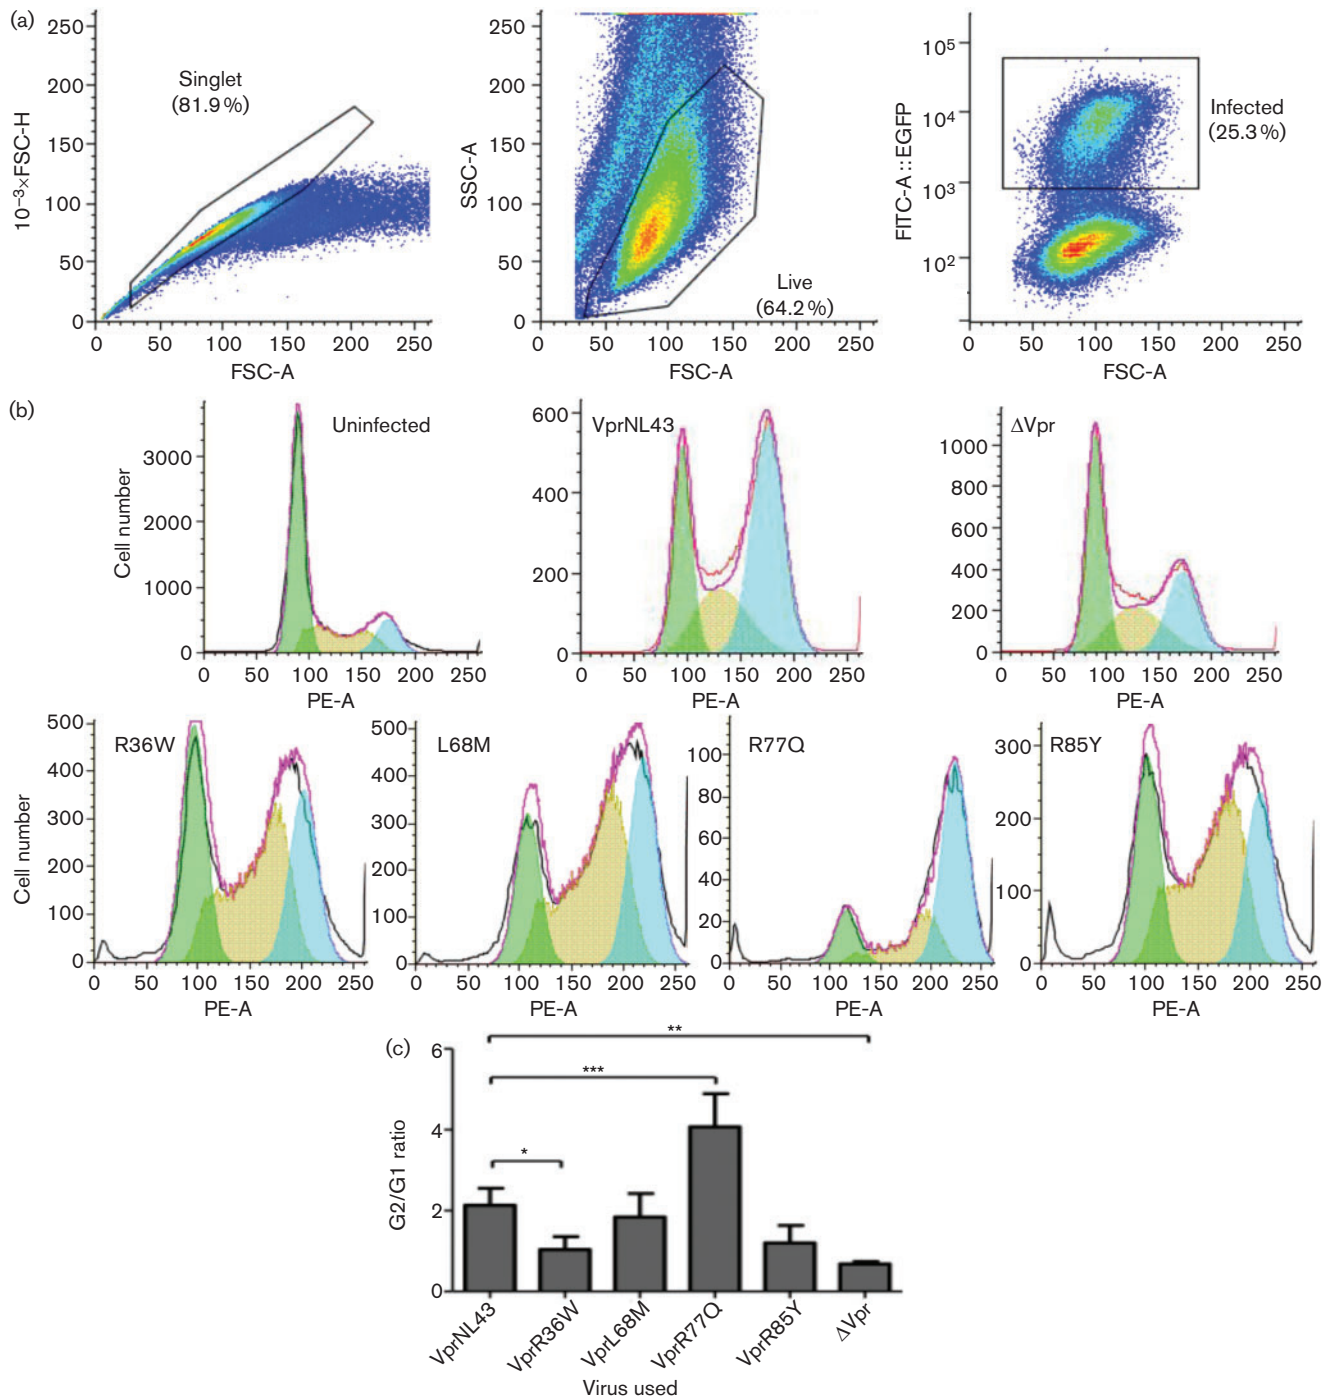 (a)
250
200
150
100
50
0
10⁻³×FSC-H
Singlet
(81.9 %)
0 50 100 150 200 250
FSC-A
250
200
150
100
50
0
SSC-A
Live
(64.2 %)
50 100 150 200 250
FSC-A
10⁵
10⁴
10³
10²
FITC-A :: EGFP
Infected
(25.3 %)
0 50 100 150 200 250
FSC-A
(b)
Uninfected
3000
2000
1000
0
Cell number
0 50 100 150 200 250
PE-A
VprNL43
600
400
200
0
0 50 100 150 200 250
PE-A
ΔVpr
1000
800
600
400
200
0
0 50 100 150 200 250
PE-A
R36W
500
400
300
200
100
0
Cell number
0 50 100 150 200 250
PE-A
L68M
500
400
300
200
100
0
0 50 100 150 200 250
PE-A
R77Q
100
80
60
40
20
0
0 50 100 150 200 250
PE-A
R85Y
300
200
100
0
0 50 100 150 200 250
PE-A
(c)
**
***
*
6
4
2
0
G2/G1 ratio
VprNL43
VprR36W
VprL68M
VprR77Q
VprR85Y
ΔVpr
Virus used